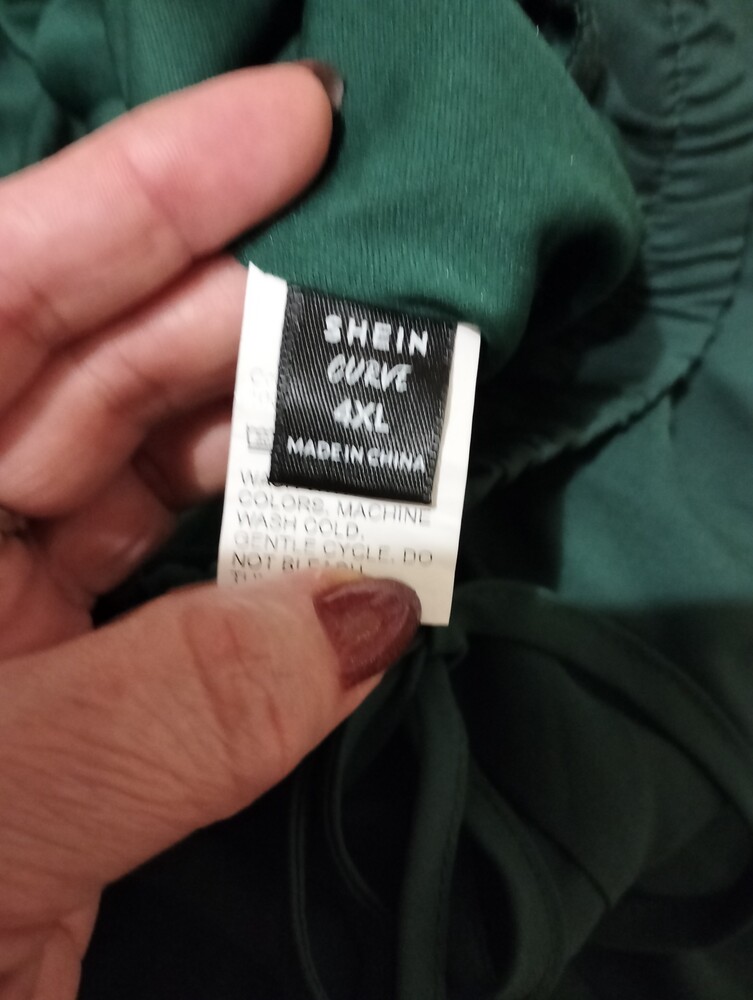 SHEIN
CURVE
4XL
MADE IN CHINA
COLORS, MACHINE
WASH COLD.
GENTLE CYCLE, DO
NOT BLEACH